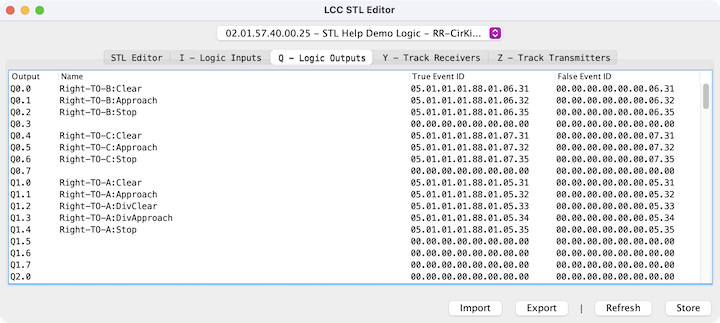 LCC STL Editor
02.01.57.40.00.25 – STL Help Demo Logic – RR-CirKi...
STL Editor I – Logic Inputs Q – Logic Outputs Y – Track Receivers Z – Track Transmitters
Output Name True Event ID False Event ID
Q0.0 Right-TO-B:Clear 05.01.01.01.88.01.06.31 00.00.00.00.00.00.06.31
Q0.1 Right-TO-B:Approach 05.01.01.01.88.01.06.32 00.00.00.00.00.00.06.32
Q0.2 Right-TO-B:Stop 05.01.01.01.88.01.06.35 00.00.00.00.00.00.06.35
Q0.3 00.00.00.00.00.00.00.00 00.00.00.00.00.00.00.00
Q0.4 Right-TO-C:Clear 05.01.01.01.88.01.07.31 00.00.00.00.00.00.07.31
Q0.5 Right-TO-C:Approach 05.01.01.01.88.01.07.32 00.00.00.00.00.00.07.32
Q0.6 Right-TO-C:Stop 05.01.01.01.88.01.07.35 00.00.00.00.00.00.07.35
Q0.7 00.00.00.00.00.00.00.00 00.00.00.00.00.00.00.00
Q1.0 Right-TO-A:Clear 05.01.01.01.88.01.05.31 00.00.00.00.00.00.05.31
Q1.1 Right-TO-A:Approach 05.01.01.01.88.01.05.32 00.00.00.00.00.00.05.32
Q1.2 Right-TO-A:DivClear 05.01.01.01.88.01.05.33 00.00.00.00.00.00.05.33
Q1.3 Right-TO-A:DivApproach 05.01.01.01.88.01.05.34 00.00.00.00.00.00.05.34
Q1.4 Right-TO-A:Stop 05.01.01.01.88.01.05.35 00.00.00.00.00.00.05.35
Q1.5 00.00.00.00.00.00.00.00 00.00.00.00.00.00.00.00
Q1.6 00.00.00.00.00.00.00.00 00.00.00.00.00.00.00.00
Q1.7 00.00.00.00.00.00.00.00 00.00.00.00.00.00.00.00
Q2.0 00.00.00.00.00.00.00.00 00.00.00.00.00.00.00.00
Import Export | Refresh Store